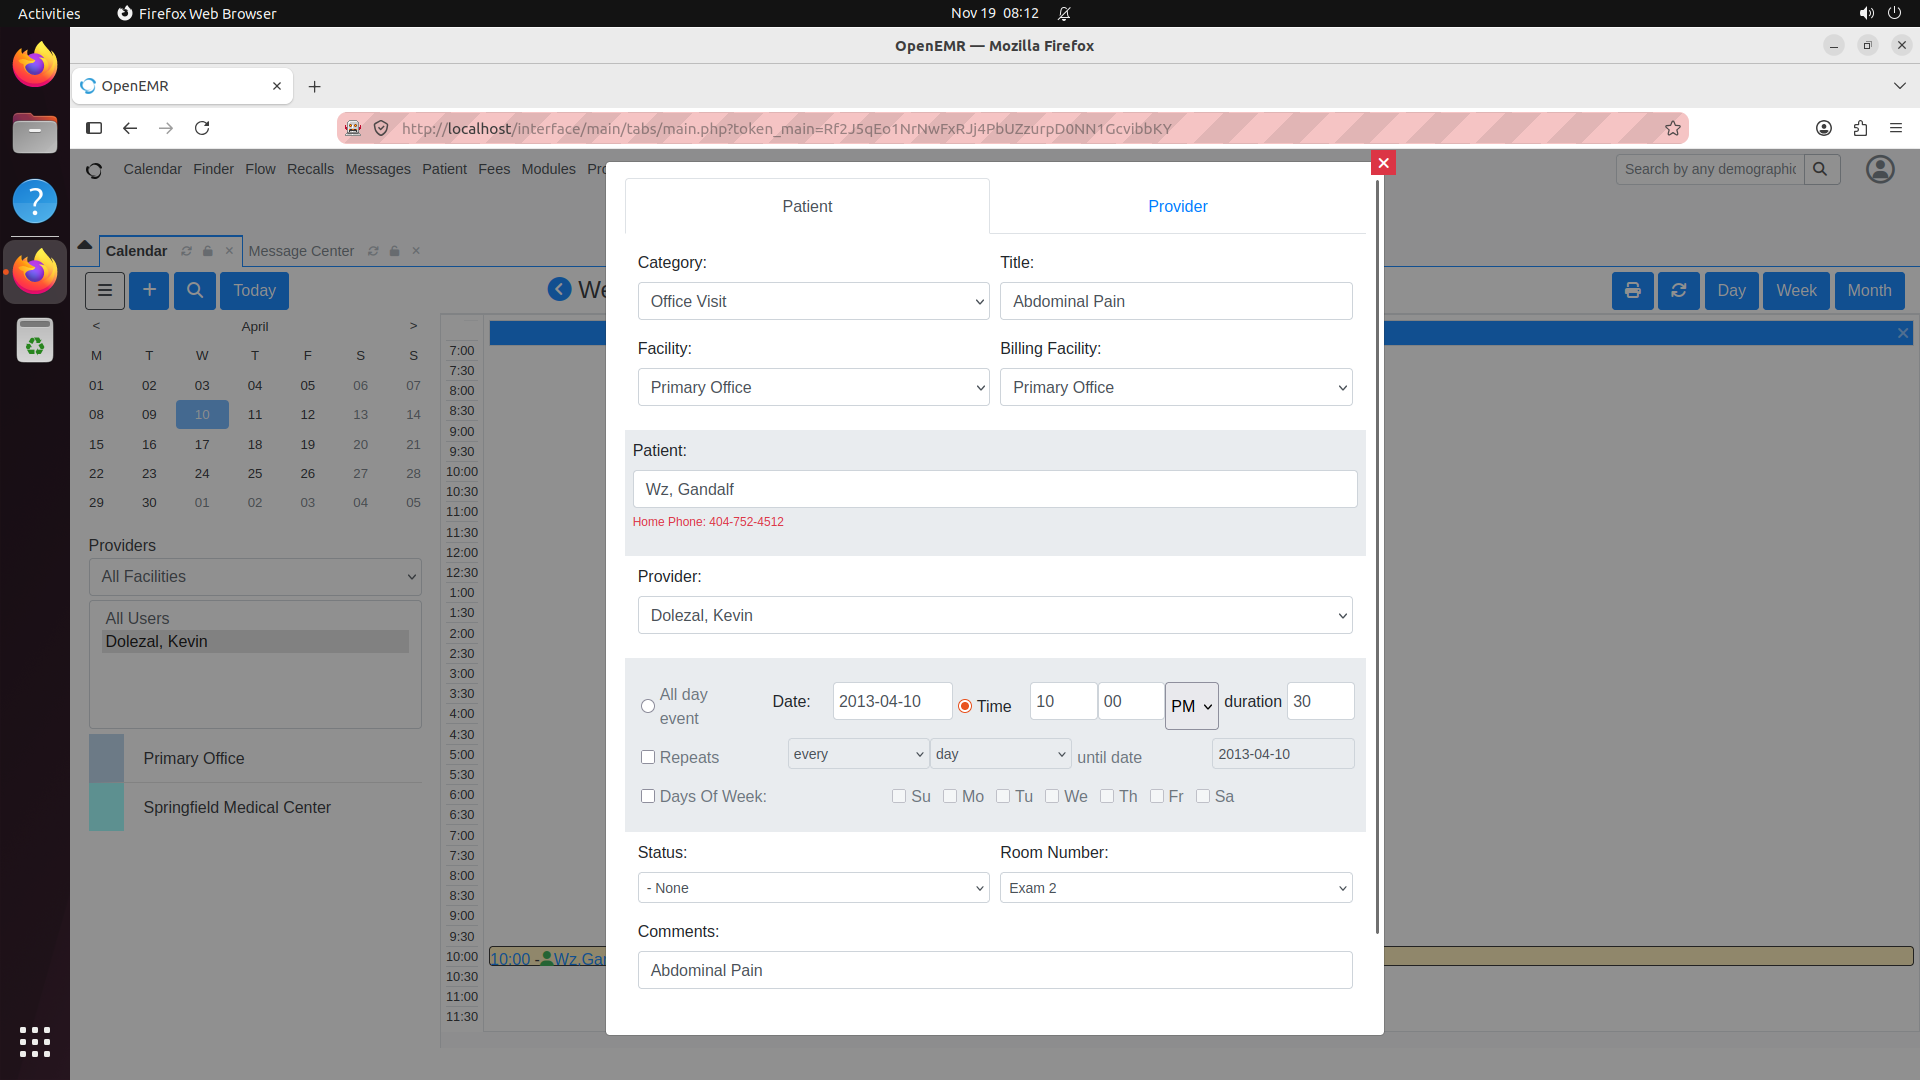 Activities
Firefox Web Browser
Nov 19 08:12
OpenEMR — Mozilla Firefox
OpenEMR
http://localhost/interface/main/tabs/main.php?token_main=Rf2J5qEo1NrNwFxRJj4PbUZzurpD0NN1GcvibbKY
Calendar Finder Flow Recalls Messages Patient Fees Modules
Search by any demographic
Calendar
Message Center
Today
Day
Week
Month
< April >
M T W T F S S
01 02 03 04 05 06 07
08 09 10 11 12 13 14
15 16 17 18 19 20 21
22 23 24 25 26 27 28
29 30 01 02 03 04 05
Providers
All Facilities
All Users
Dolezal, Kevin
Primary Office
Springfield Medical Center
7:00
7:30
8:00
8:30
9:00
9:30
10:00
10:30
11:00
11:30
12:00
12:30
1:00
1:30
2:00
2:30
3:00
3:30
4:00
4:30
5:00
5:30
6:00
6:30
7:00
7:30
8:00
8:30
9:00
9:30
10:00
10:30
11:00
11:30
10:00 - Wz,Gan
Patient
Provider
Category:
Title:
Office Visit
Abdominal Pain
Facility:
Billing Facility:
Primary Office
Primary Office
Patient:
Wz, Gandalf
Home Phone: 404-752-4512
Provider:
Dolezal, Kevin
All day event
Date: 2013-04-10
Time 10 00 PM duration 30
Repeats every day until date 2013-04-10
Days Of Week: Su Mo Tu We Th Fr Sa
Status:
Room Number:
- None
Exam 2
Comments:
Abdominal Pain